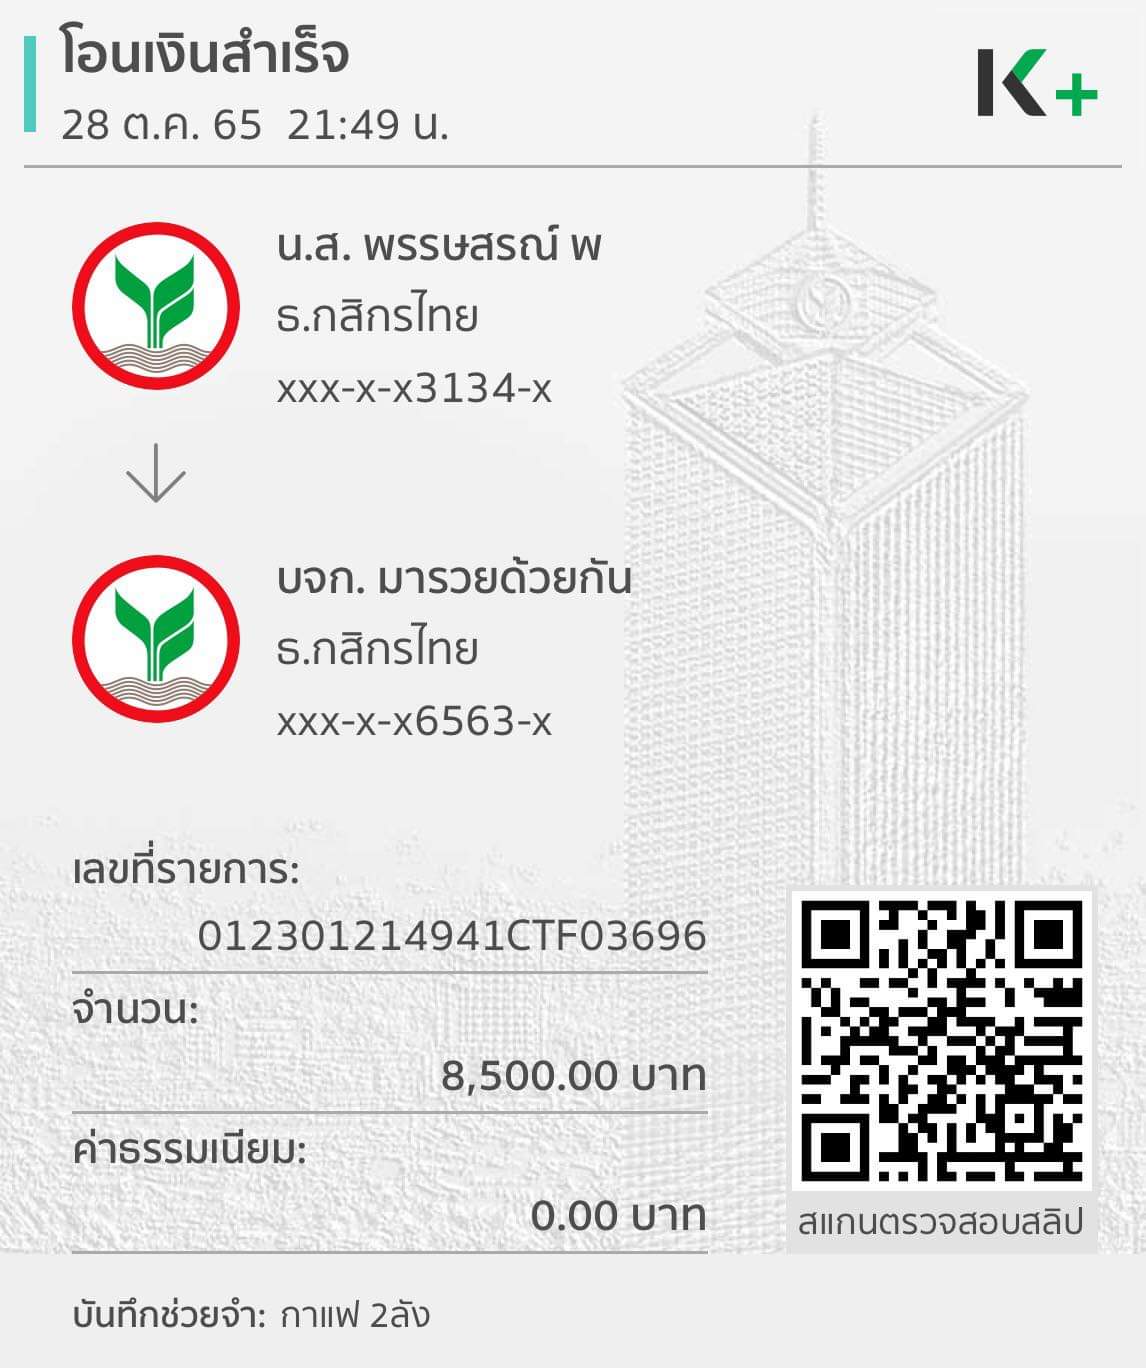 โอนเงินสำเร็จ
28 ต.ค. 65 21:49 น.
K+
น.ส. พรรษสรณ์ พ
ธ.กสิกรไทย
xxx-x-x3134-x
บจก. มารวยด้วยกัน
ธ.กสิกรไทย
xxx-x-x6563-x
เลขที่รายการ:
012301214941CTF03696
จำนวน:
8,500.00 บาท
ค่าธรรมเนียม:
0.00 บาท
สแกนตรวจสอบสลิป
บันทึกช่วยจำ: กาแฟ 2ลัง